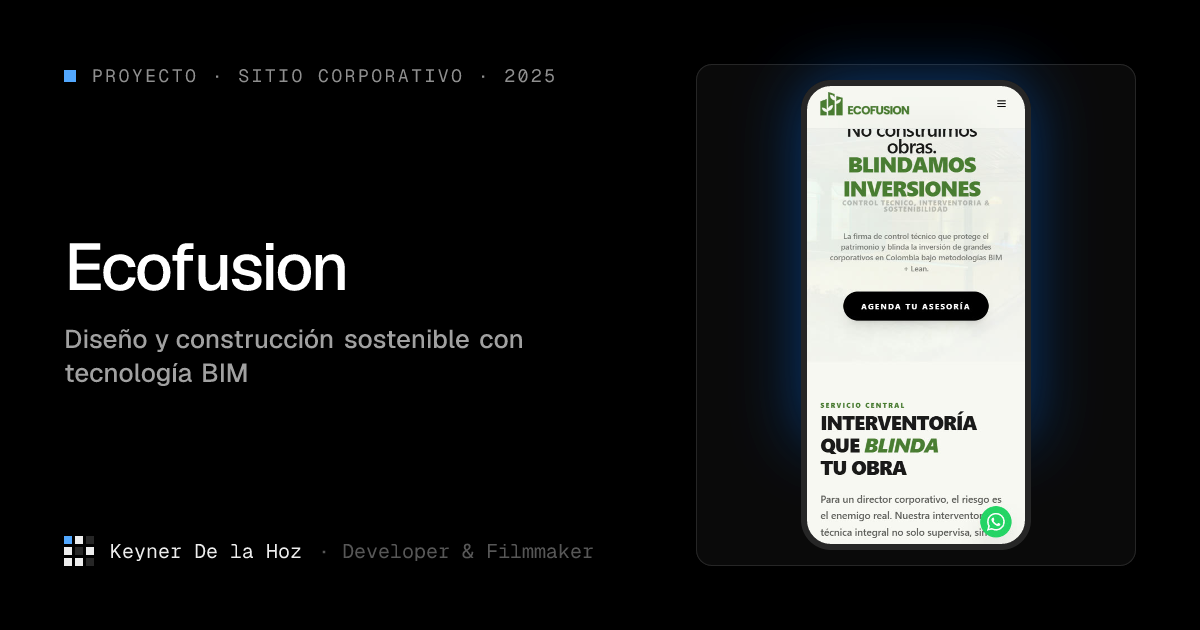 PROYECTO · SITIO CORPORATIVO · 2025
Ecofusion
Diseño y construcción sostenible con
tecnología BIM
Keyner De la Hoz · Developer & Filmmaker
ECOFUSION
No construimos
obras.
BLINDAMOS
INVERSIONES
CONTROL TÉCNICO, INTERVENTORÍA &
SOSTENIBILIDAD
La firma de control técnico que protege el
patrimonio y blinda la inversión de grandes
corporativos en Colombia bajo metodologías BIM
+ Lean.
AGENDA TU ASESORÍA
SERVICIO CENTRAL
INTERVENTORÍA
QUE BLINDA
TU OBRA
Para un director corporativo, el riesgo es
el enemigo real. Nuestra
técnica integral no solo supervisa,